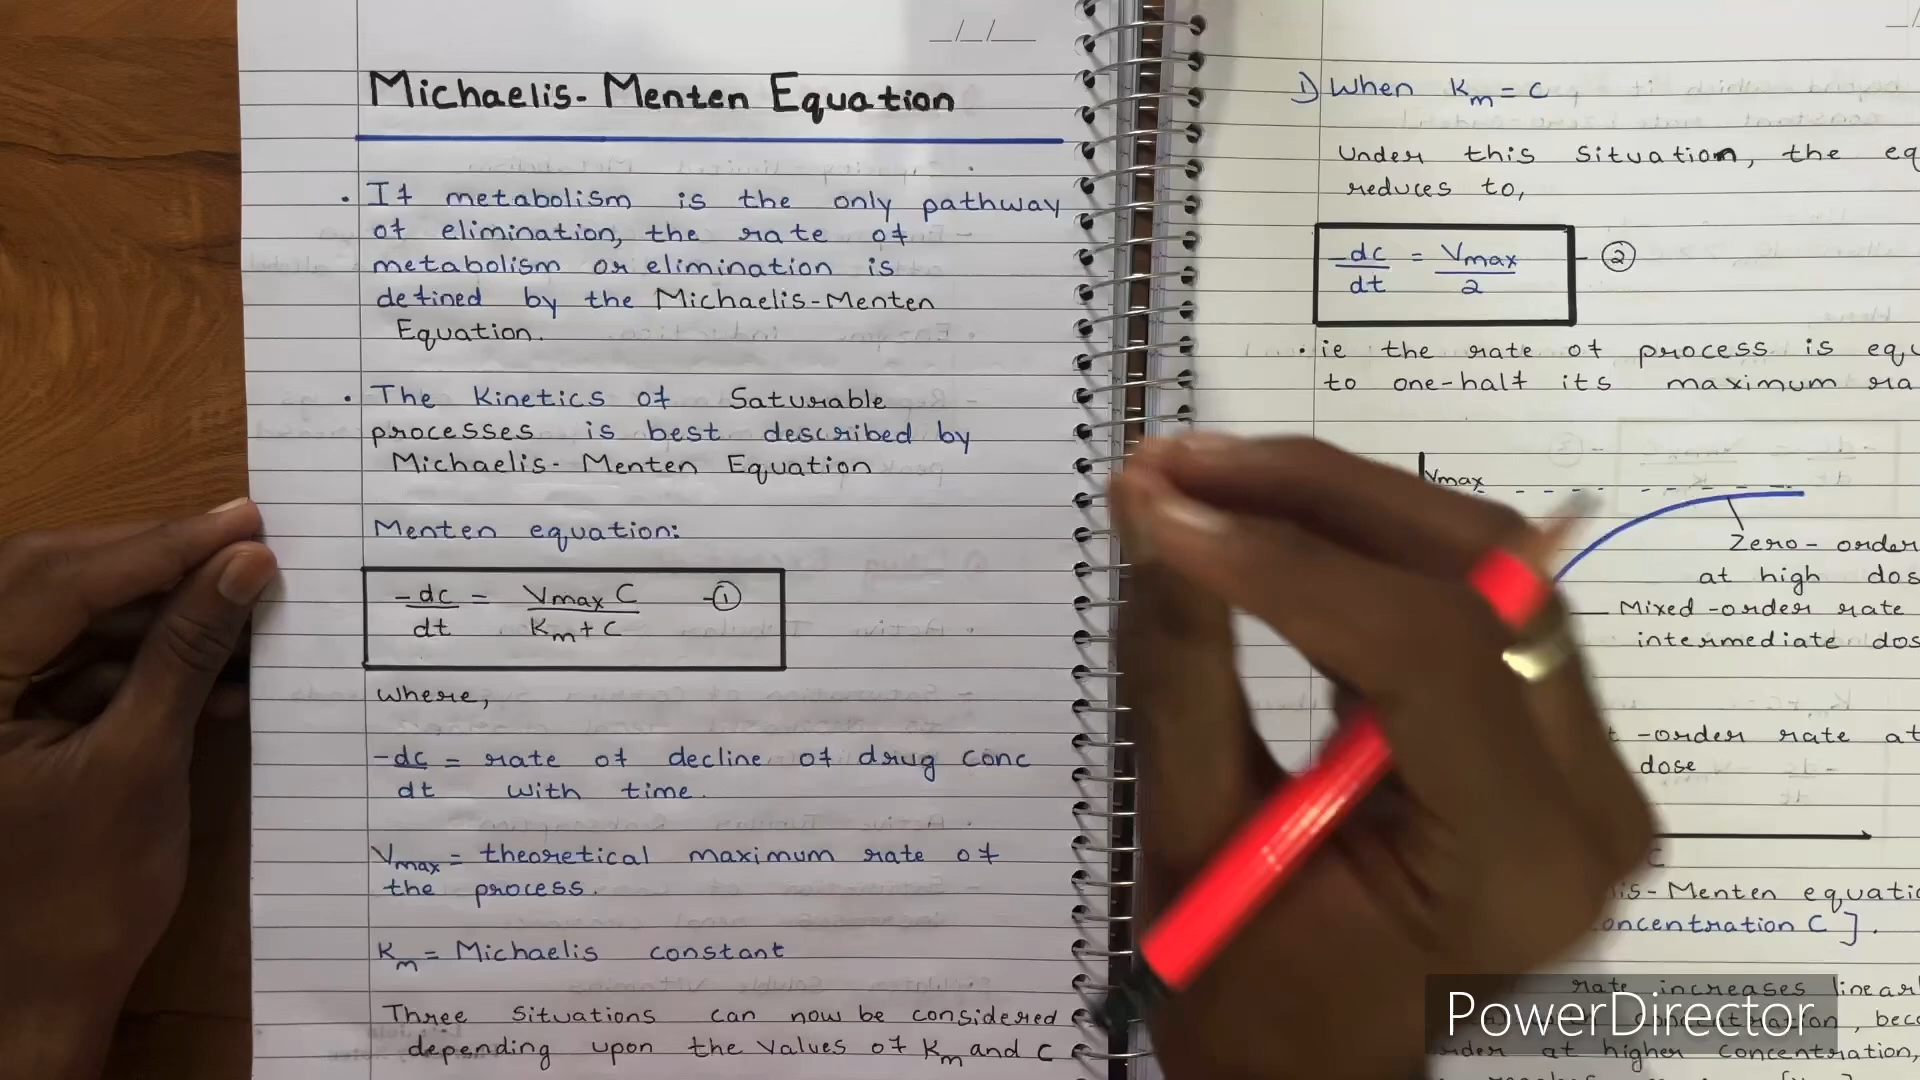 Michaelis-Menten Equation
If metabolism is the only pathway
of elimination, the rate of
metabolism or elimination is
defined by the Michaelis-Menten
Equation.
The Kinetics of Saturable
processes is best described by
Michaelis-Menten Equation
Menten equation:
-dc/dt = Vmax C / Km + C -①
where,
-dc/dt = rate of decline of drug conc
with time.
Vmax = theoretical maximum rate of
the process.
Km = Michaelis constant
Three situations can now be considered
depending upon the values of Km and C
1) When Km = C
Under this situation, the
reduces to,
-dc/dt = Vmax/2 -②
ie the rate of process is
to one-half its maximum
Vmax
Zero-order
at high
Mixed-order rate
intermediate
-order rate at
dose
C
-Menten
C].
rate increases
at higher concentration,
PowerDirector